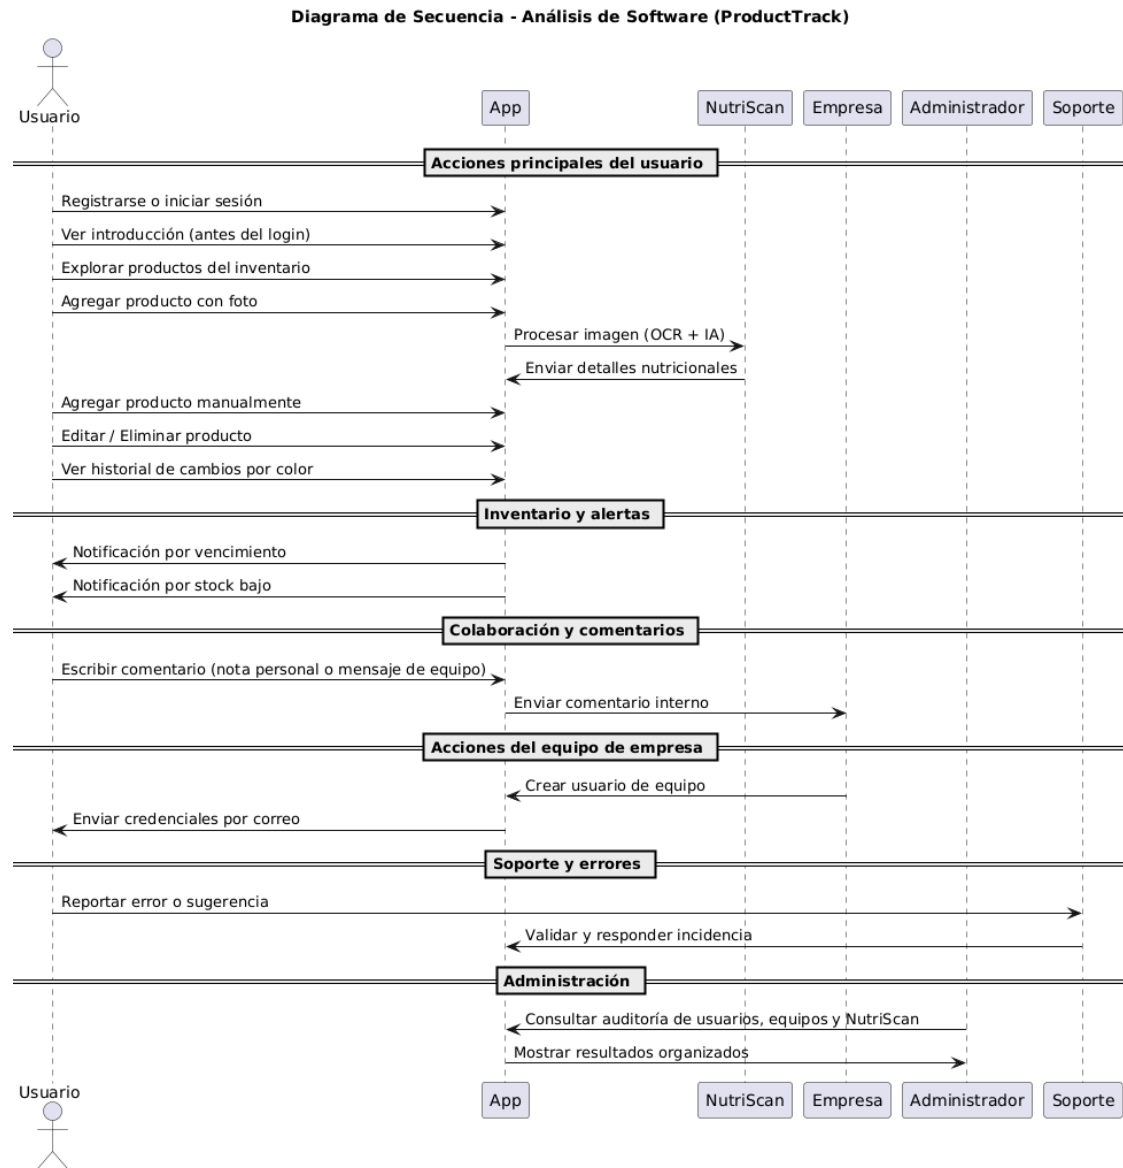 Diagrama de Secuencia - Análisis de Software (ProductTrack)
Usuario
App
NutriScan
Empresa
Administrador
Soporte
Acciones principales del usuario
Registrarse o iniciar sesión
Ver introducción (antes del login)
Explorar productos del inventario
Agregar producto con foto
Procesar imagen (OCR + IA)
Enviar detalles nutricionales
Agregar producto manualmente
Editar / Eliminar producto
Ver historial de cambios por color
Inventario y alertas
Notificación por vencimiento
Notificación por stock bajo
Colaboración y comentarios
Escribir comentario (nota personal o mensaje de equipo)
Enviar comentario interno
Acciones del equipo de empresa
Crear usuario de equipo
Enviar credenciales por correo
Soporte y errores
Reportar error o sugerencia
Validar y responder incidencia
Administración
Consultar auditoría de usuarios, equipos y NutriScan
Mostrar resultados organizados
Usuario
App
NutriScan
Empresa
Administrador
Soporte